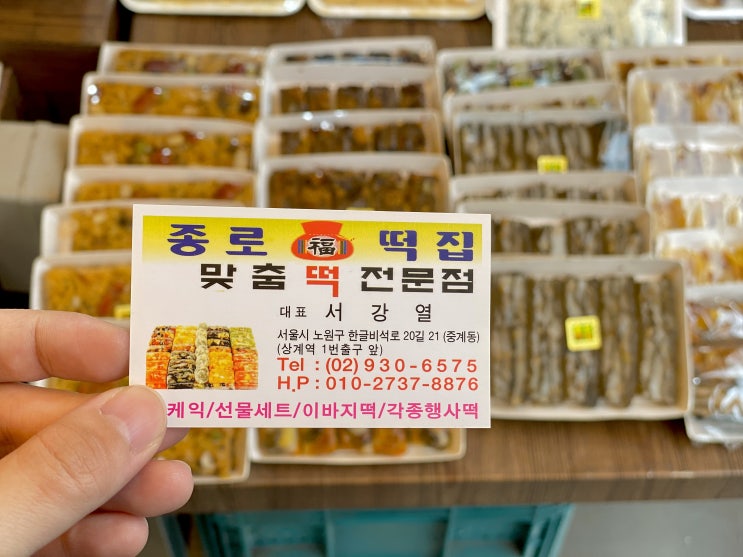 종로 福 떡집
맞춤떡전문점
대표 서강열
서울시 노원구 한글비석로 20길 21 (중계동)
(상계역 1번출구 앞)
Tel : (02) 930-6575
H,P : 010-2737-8876
케익/선물세트/이바지떡/각종행사떡